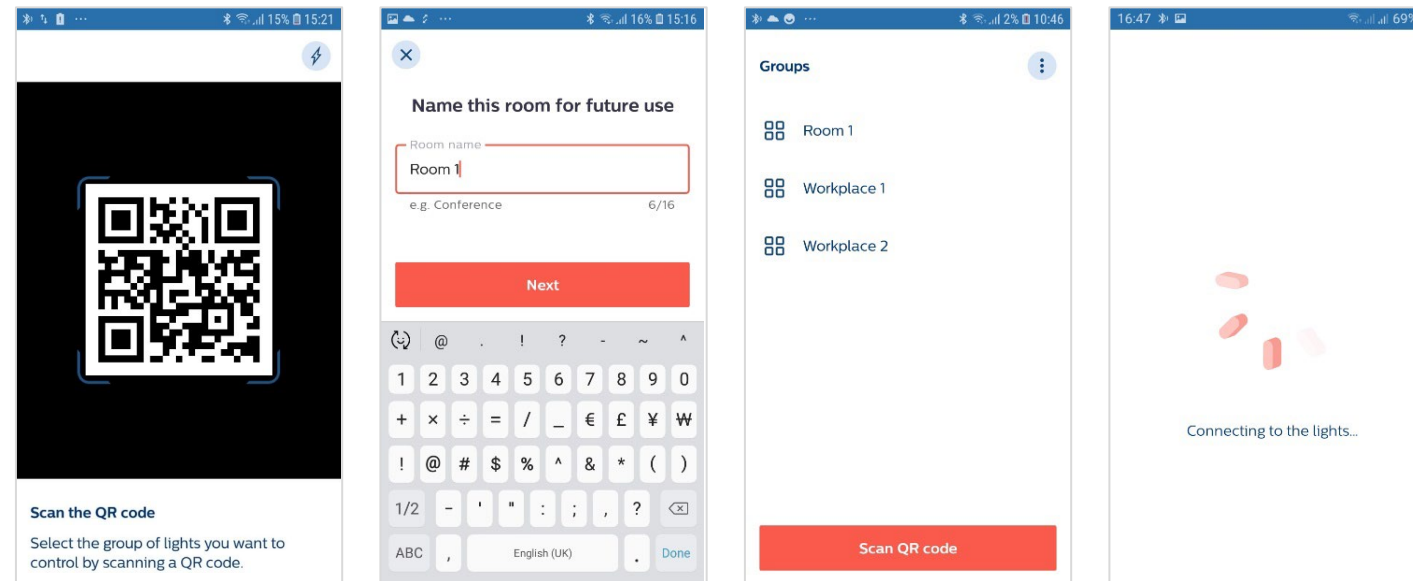 15% 15:21
Scan the QR code
Select the group of lights you want to
control by scanning a QR code.
16% 15:16
Name this room for future use
Room name
Room 1
e.g. Conference 6/16
Next
@ . ! ? - ~ ^
1 2 3 4 5 6 7 8 9 0
+ × ÷ = / _ € £ ¥ ₩
! @ # $ % ^ & * ( )
1/2 - ' " : ; , ?
ABC , English (UK) . Done
2% 10:46
Groups
Room 1
Workplace 1
Workplace 2
Scan QR code
16:47 69%
Connecting to the lights...